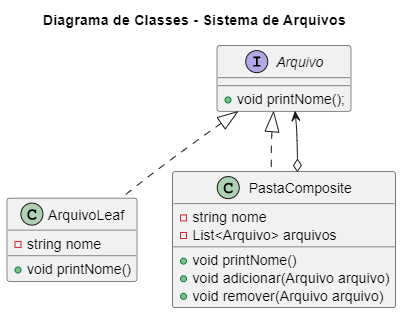 Diagrama de Classes - Sistema de Arquivos
I Arquivo
void printNome();
C ArquivoLeaf
string nome
void printNome()
C PastaComposite
string nome
List<Arquivo> arquivos
void printNome()
void adicionar(Arquivo arquivo)
void remover(Arquivo arquivo)